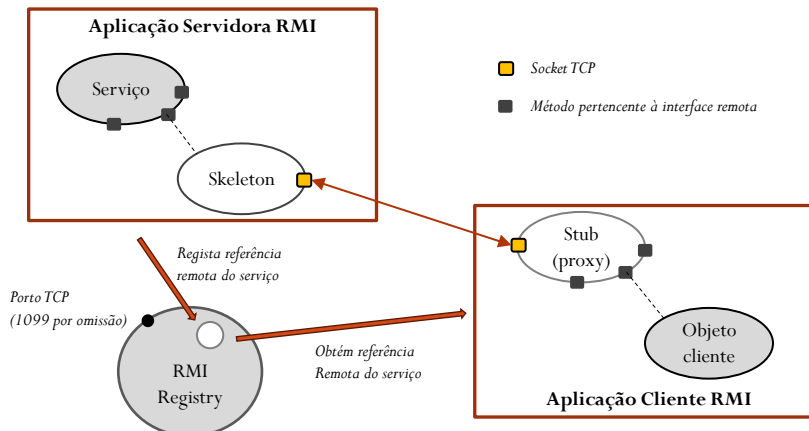 Aplicação Servidora RMI
Serviço
Skeleton
Socket TCP
Método pertencente à interface remota
Regista referência
remota do serviço
Porto TCP
(1099 por omissão)
RMI
Registry
Obtém referência
Remota do serviço
Stub
(proxy)
Objeto
cliente
Aplicação Cliente RMI